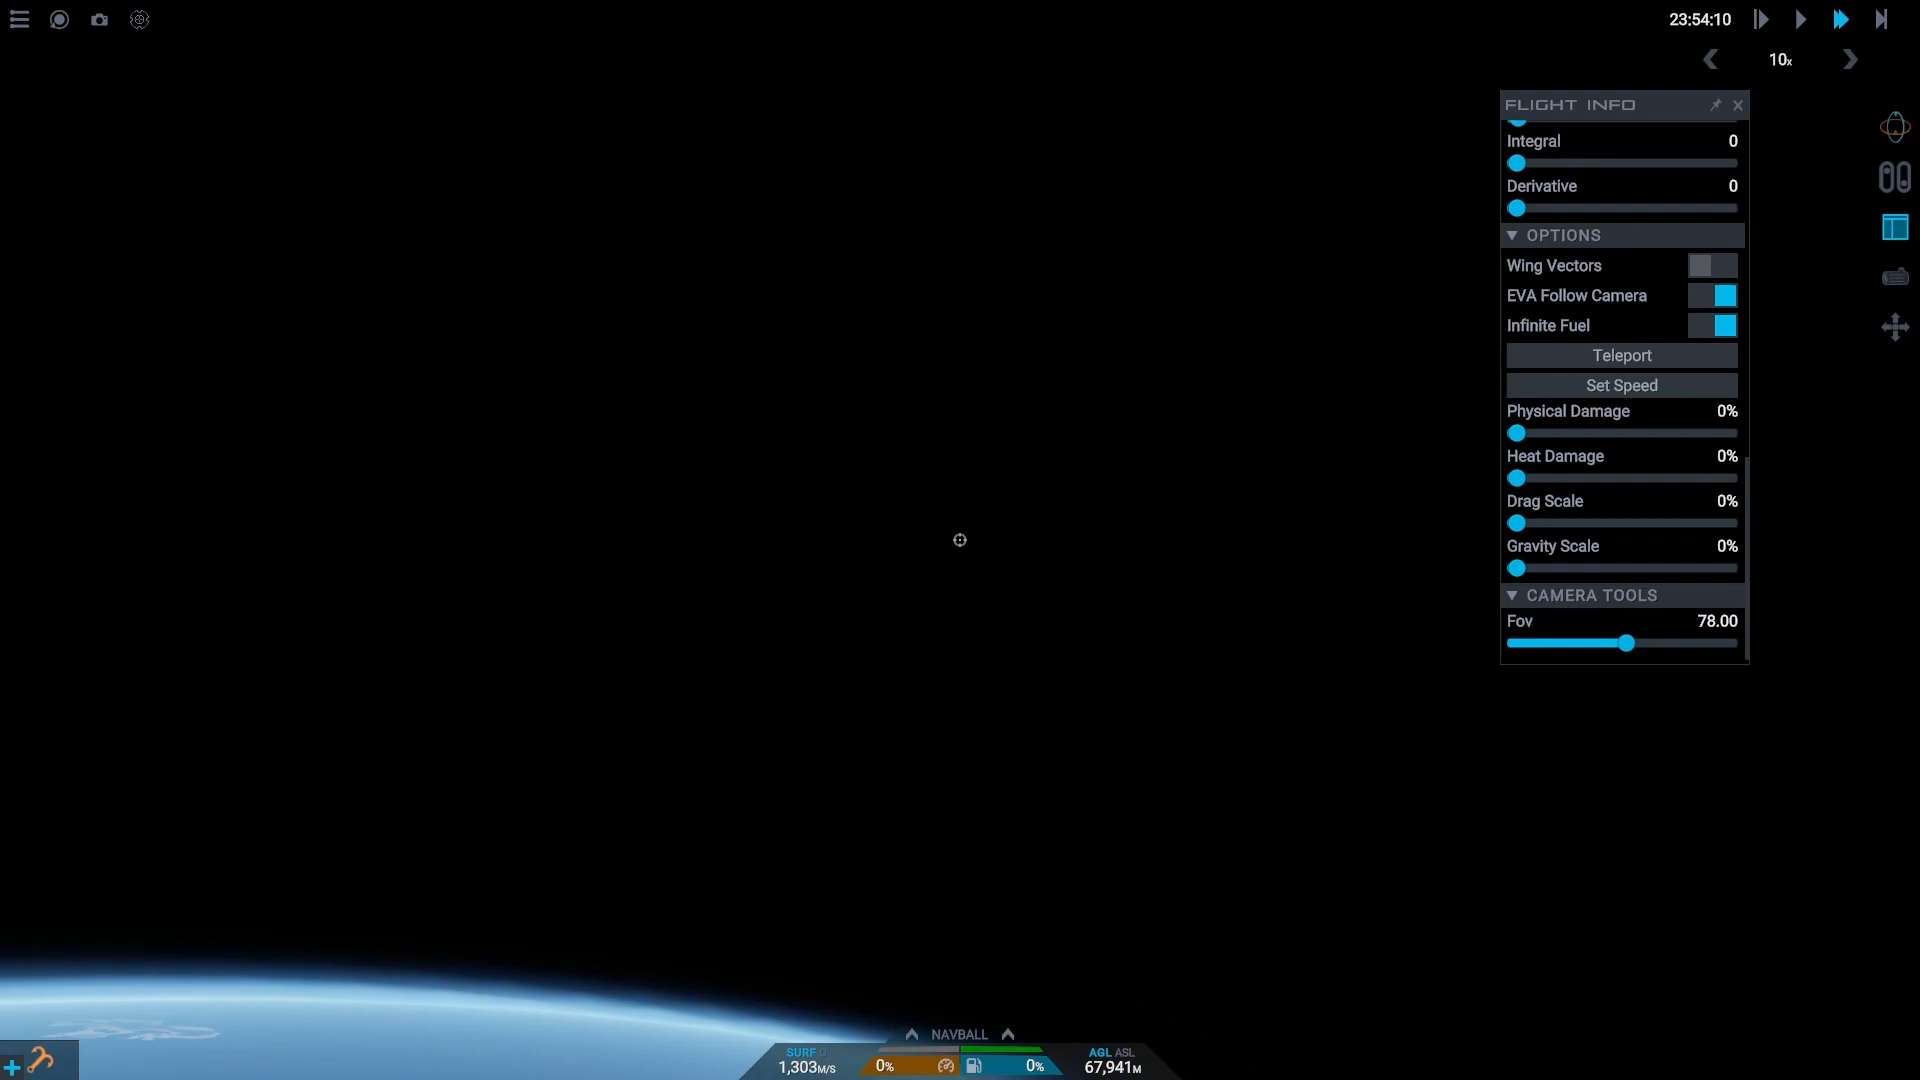 23:54:10
10x
FLIGHT INFO
Integral 0
Derivative 0
OPTIONS
Wing Vectors
EVA Follow Camera
Infinite Fuel
Teleport
Set Speed
Physical Damage 0%
Heat Damage 0%
Drag Scale 0%
Gravity Scale 0%
CAMERA TOOLS
Fov 78.00
NAVBALL
SURF O AGL ASL
1,303M/S 0% 0% 67,941M